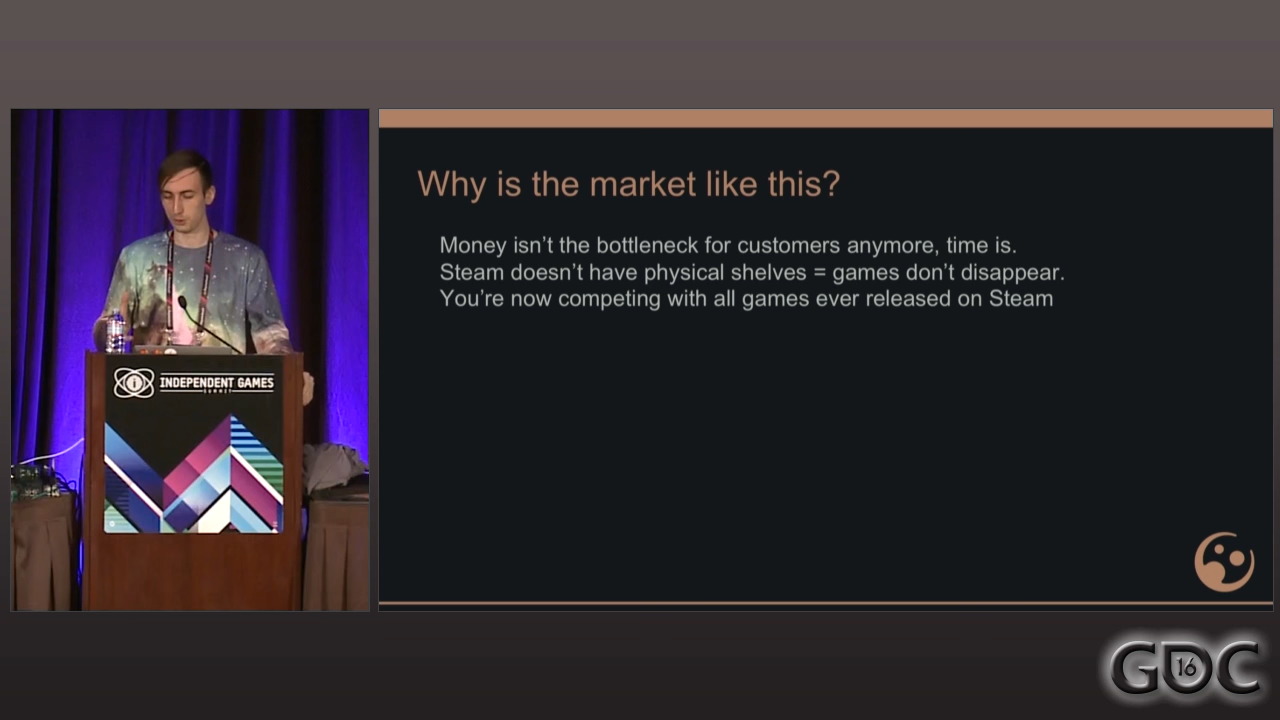 Why is the market like this?
Money isn't the bottleneck for customers anymore, time is.
Steam doesn't have physical shelves = games don't disappear.
You're now competing with all games ever released on Steam
INDEPENDENT GAMES
SUMMIT
GDC
16